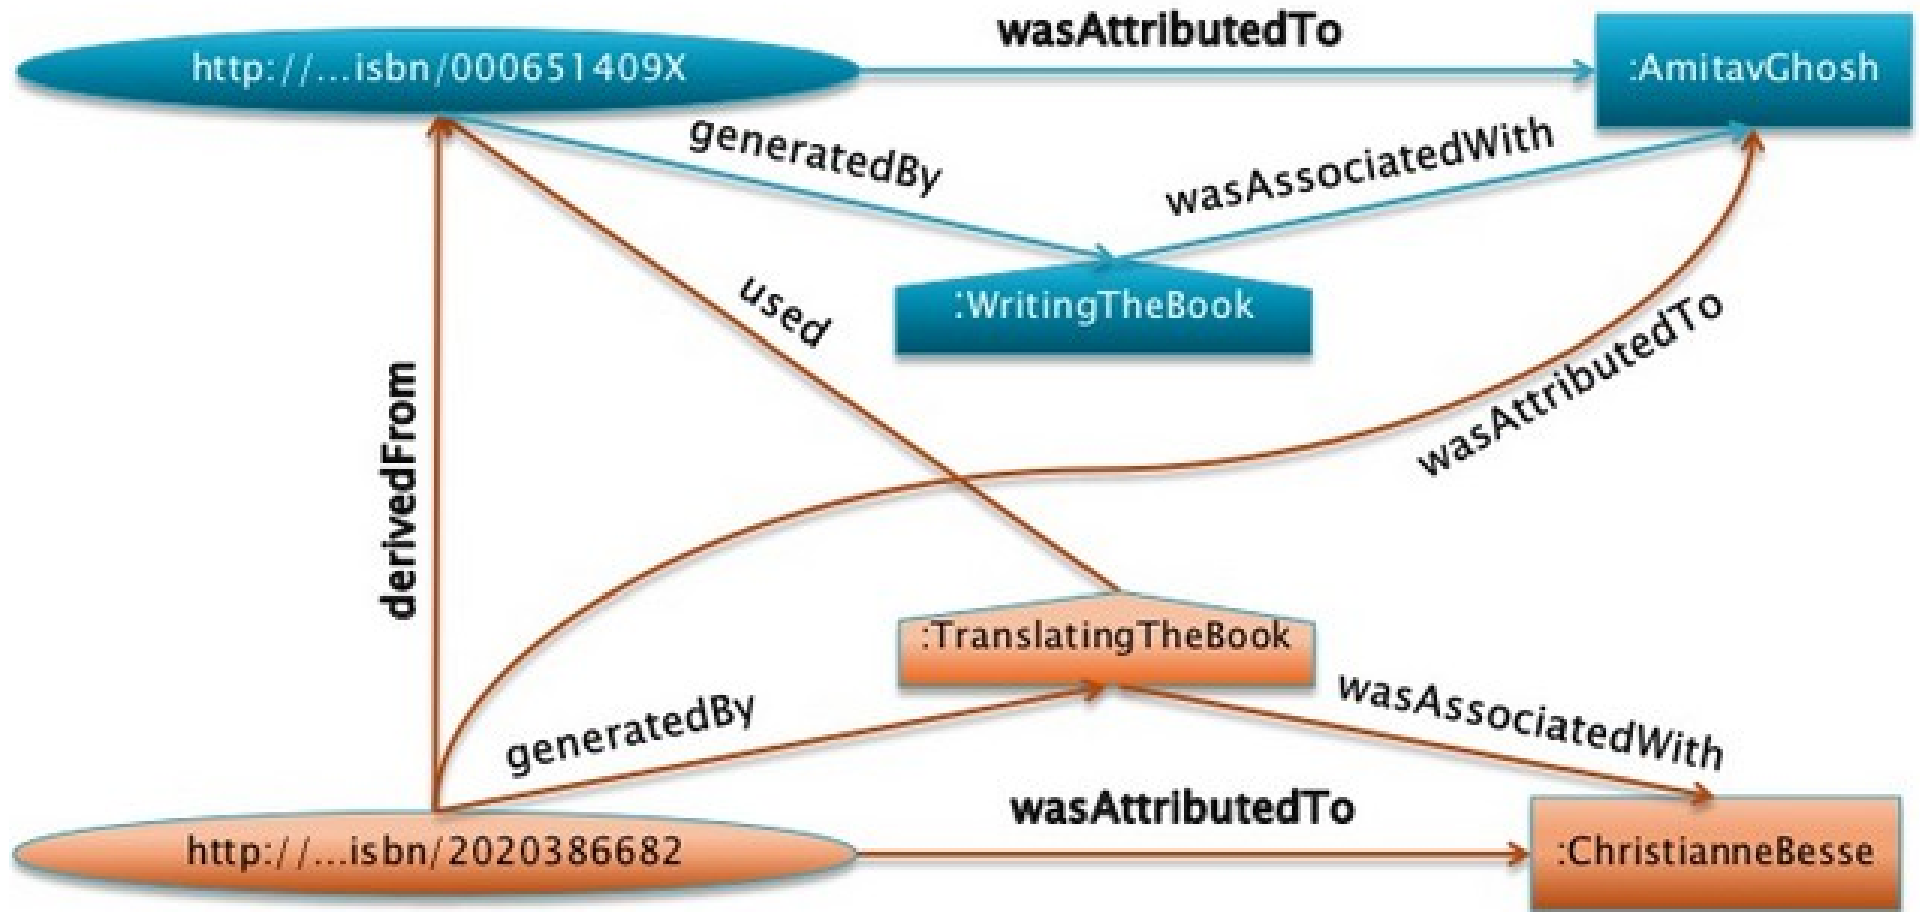 wasAttributedTo
http://...isbn/000651409X
:AmitavGhosh
generatedBy
wasAssociatedWith
used
:WritingTheBook
wasAttributedTo
derivedFrom
:TranslatingTheBook
generatedBy
wasAssociatedWith
wasAttributedTo
http://...isbn/2020386682
:ChristianneBesse